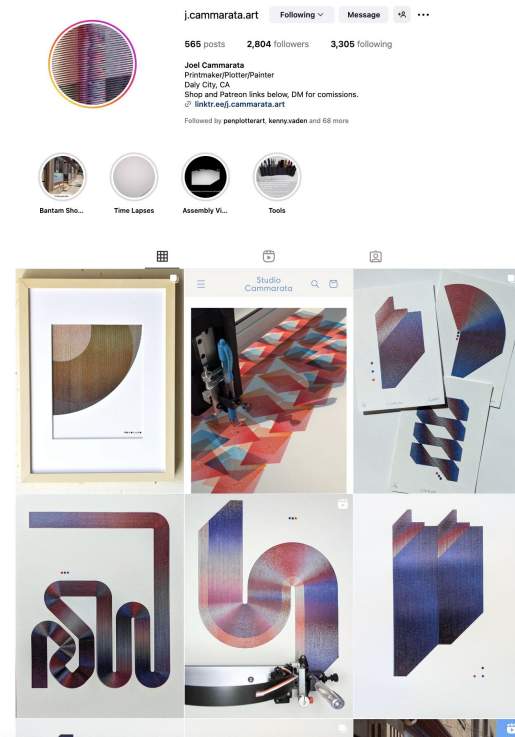 j.cammarata.art Following Message
565 posts 2,804 followers 3,305 following
Joel Cammarata
Printmaker/Plotter/Painter
Daly City, CA
Shop and Patreon links below, DM for comissions.
linktr.ee/j.cammarata.art
Followed by penplotterart, kenny.vaden and 68 more
Bantam Sho... Time Lapses Assembly Vi... Tools
Studio
Cammarata